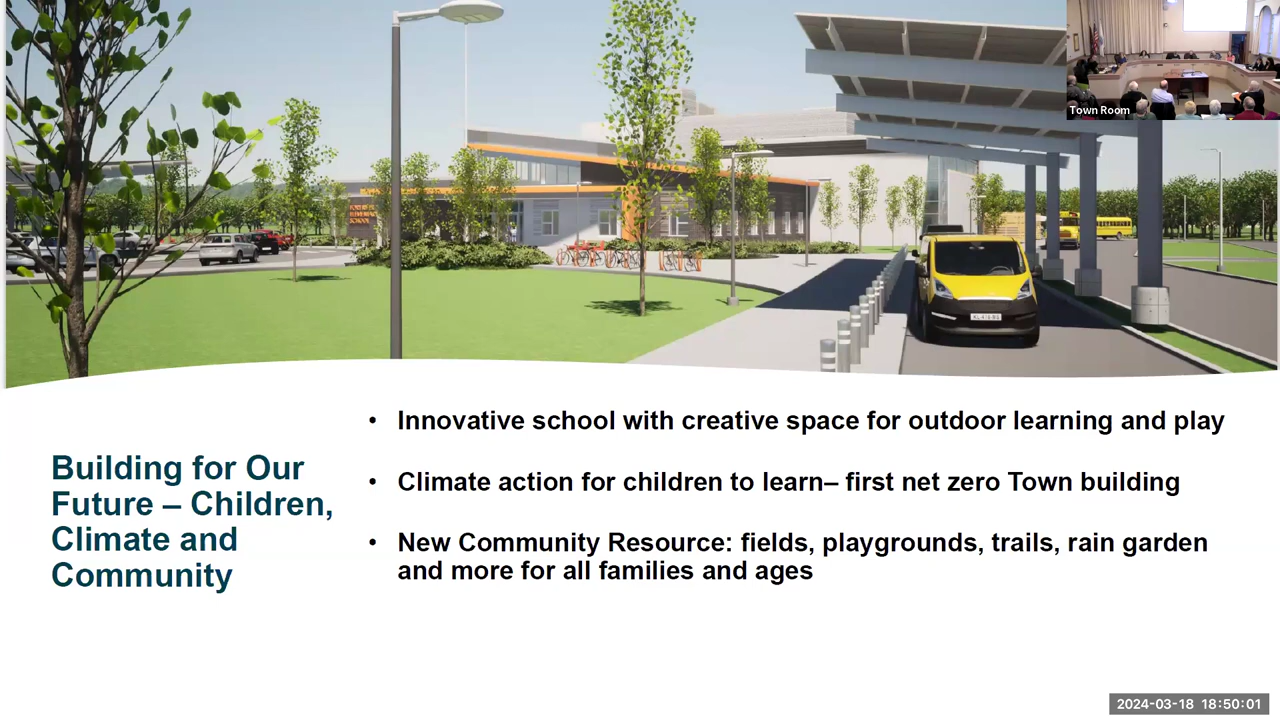 Town Room
ELEMENTARY
SCHOOL
Building for Our
Future – Children,
Climate and
Community
• Innovative school with creative space for outdoor learning and play
• Climate action for children to learn– first net zero Town building
• New Community Resource: fields, playgrounds, trails, rain garden
and more for all families and ages
2024-03-18 18:50:01